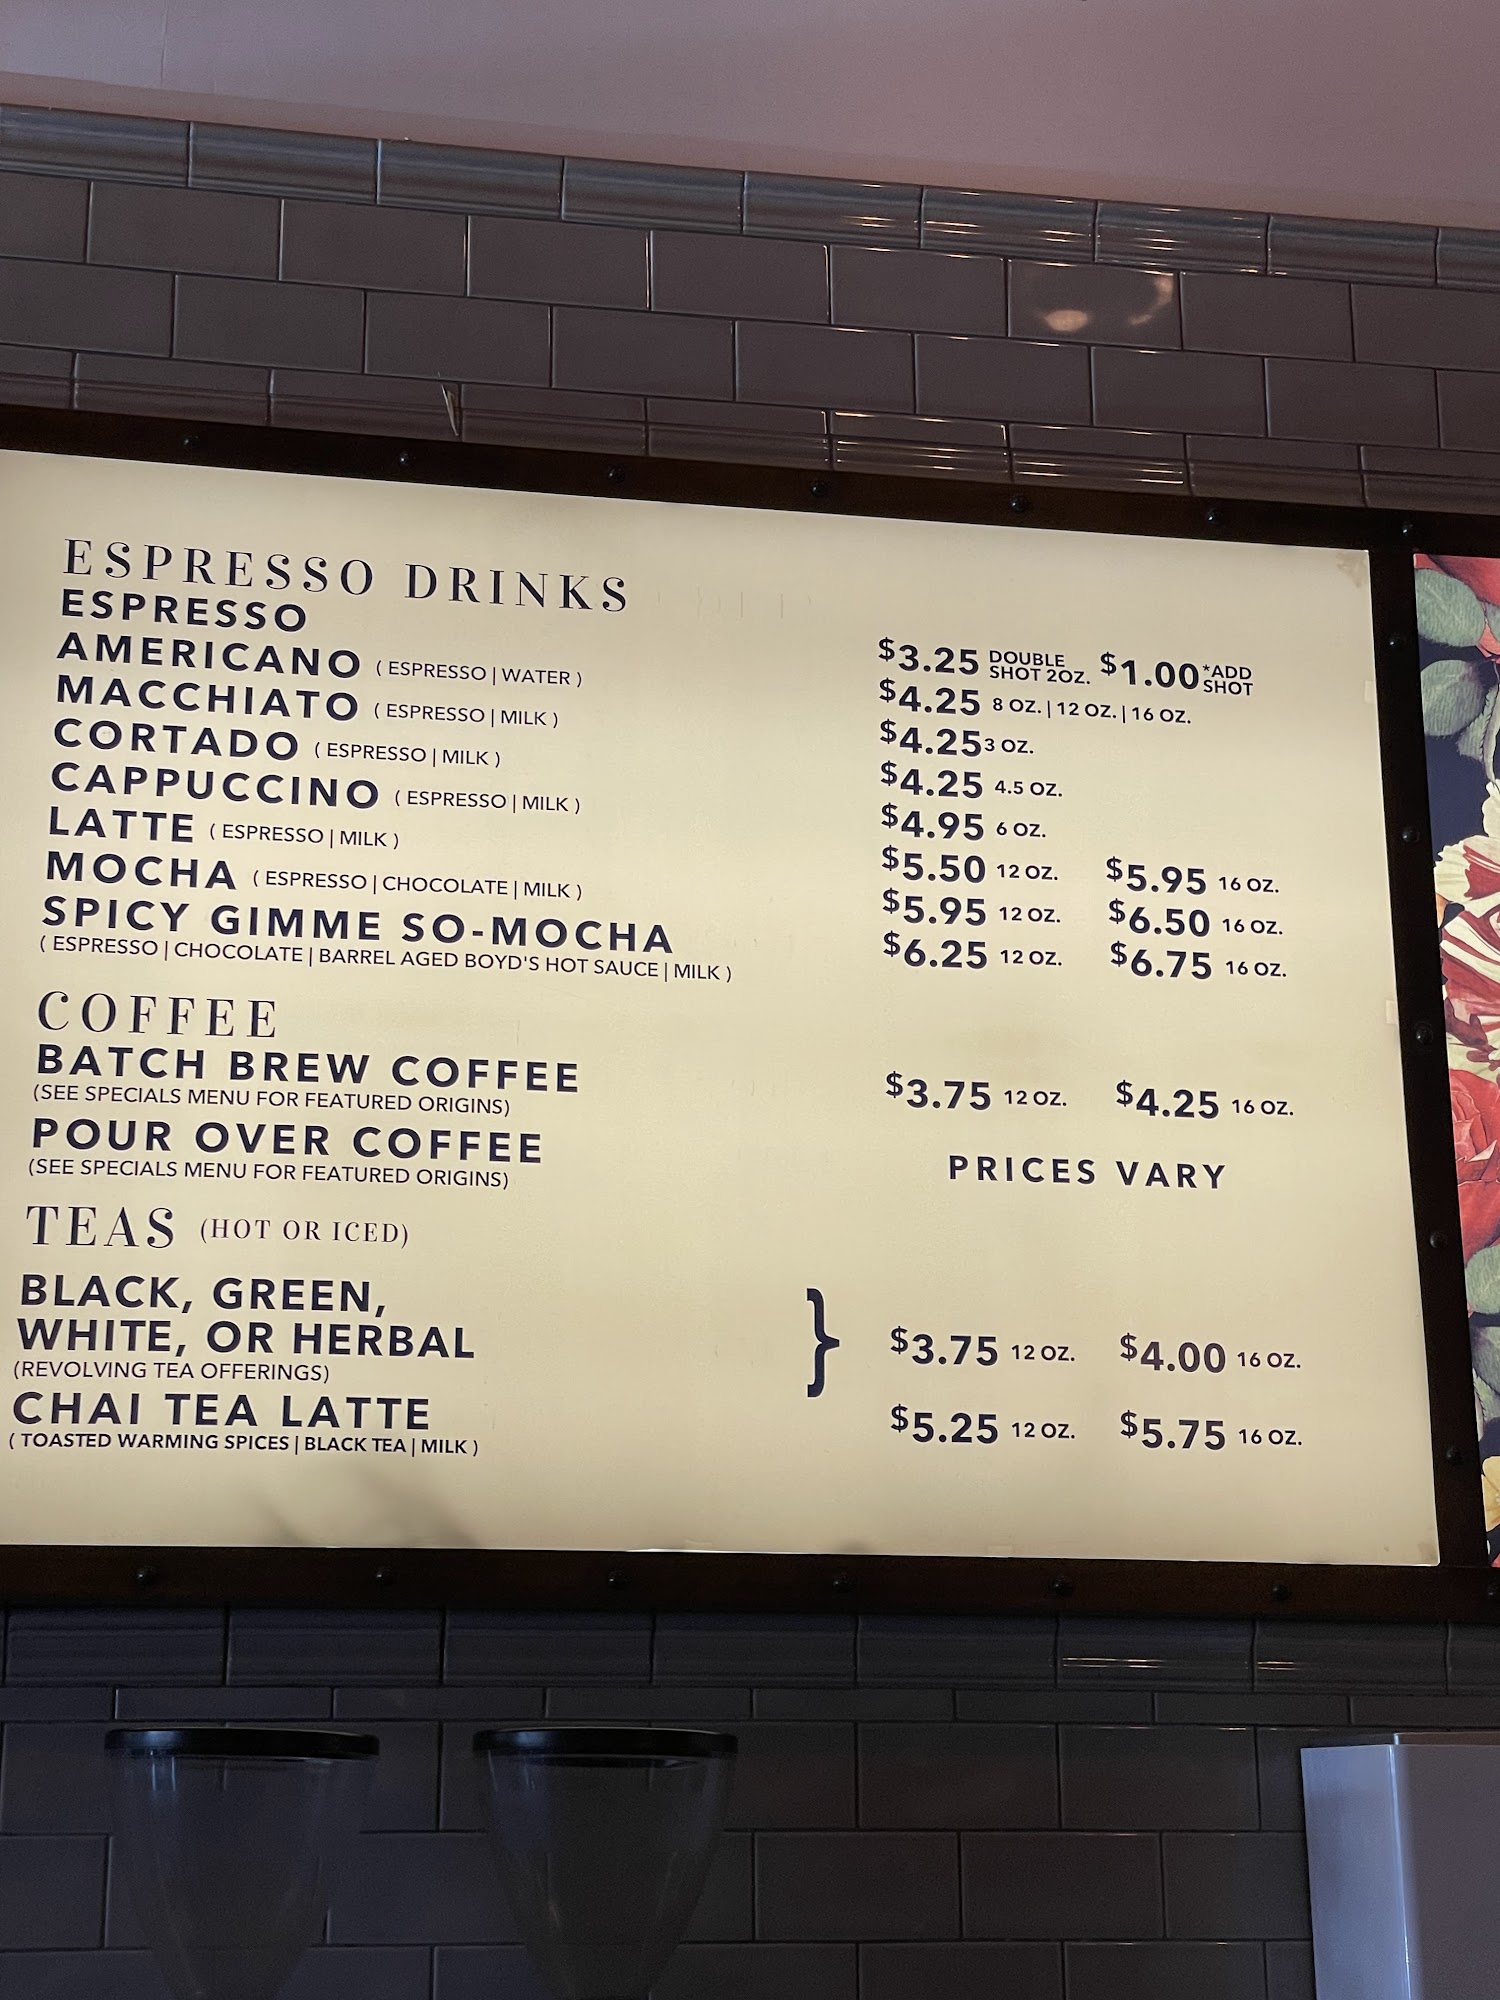 ESPRESSO DRINKS
ESPRESSO $3.25 DOUBLE SHOT 2OZ. $1.00 *ADD SHOT
AMERICANO ( ESPRESSO | WATER ) $4.25 8 OZ. | 12 OZ. | 16 OZ.
MACCHIATO ( ESPRESSO | MILK ) $4.25 3 OZ.
CORTADO ( ESPRESSO | MILK ) $4.25 4.5 OZ.
CAPPUCCINO ( ESPRESSO | MILK ) $4.95 6 OZ.
LATTE ( ESPRESSO | MILK ) $5.50 12 OZ. $5.95 16 OZ.
MOCHA ( ESPRESSO | CHOCOLATE | MILK ) $5.95 12 OZ. $6.50 16 OZ.
SPICY GIMME SO-MOCHA $6.25 12 OZ. $6.75 16 OZ.
( ESPRESSO | CHOCOLATE | BARREL AGED BOYD'S HOT SAUCE | MILK )
COFFEE
BATCH BREW COFFEE $3.75 12 OZ. $4.25 16 OZ.
(SEE SPECIALS MENU FOR FEATURED ORIGINS)
POUR OVER COFFEE PRICES VARY
(SEE SPECIALS MENU FOR FEATURED ORIGINS)
TEAS (HOT OR ICED)
BLACK, GREEN,
WHITE, OR HERBAL } $3.75 12 OZ. $4.00 16 OZ.
(REVOLVING TEA OFFERINGS)
CHAI TEA LATTE $5.25 12 OZ. $5.75 16 OZ.
( TOASTED WARMING SPICES | BLACK TEA | MILK )